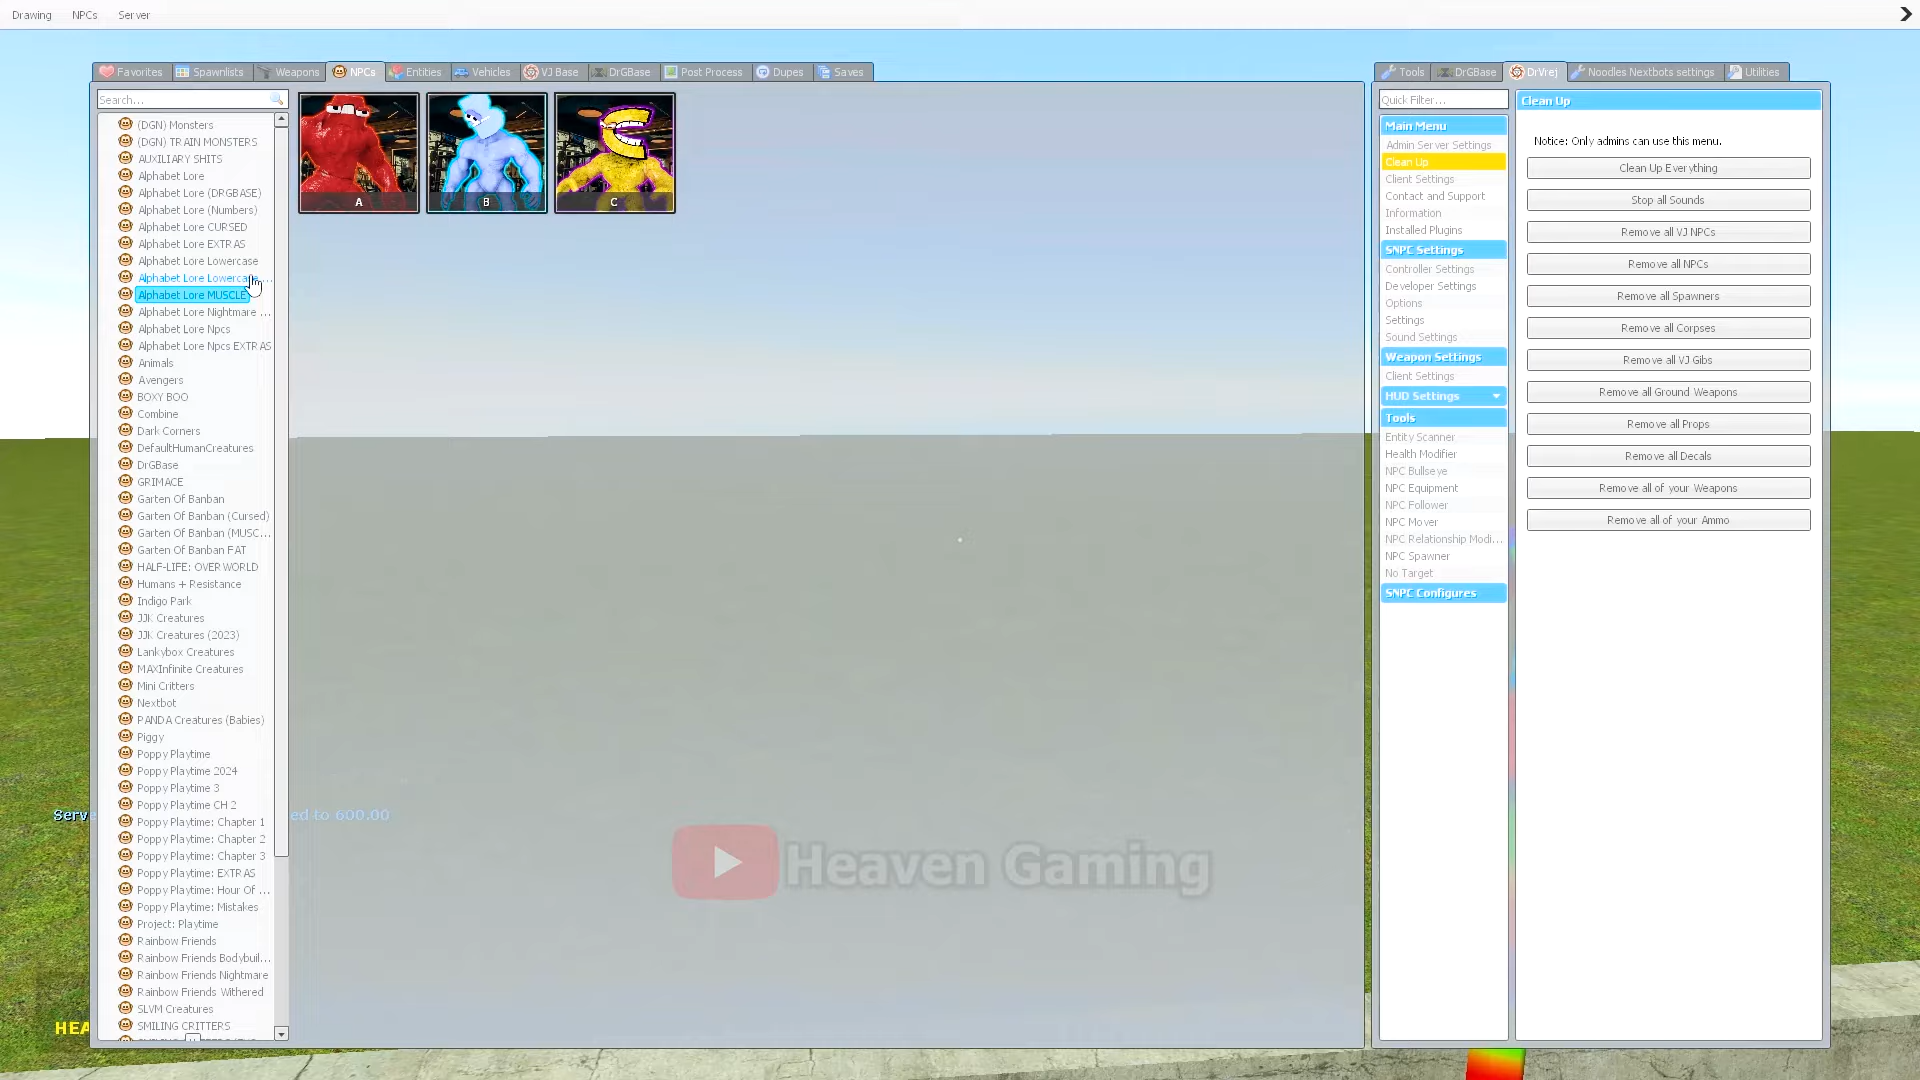 Drawing NPCs Server
Favorites Spawnlists Weapons NPCs Entities Vehicles VJ Base DrGBase Post Process Dupes Saves
Search...
(DGN) Monsters
(DGN) TRAIN MONSTERS
AUXILIARY SHITS
Alphabet Lore
Alphabet Lore (DRGBASE)
Alphabet Lore (Numbers)
Alphabet Lore CURSED
Alphabet Lore EXTRAS
Alphabet Lore Lowercase
Alphabet Lore Lowercase...
Alphabet Lore MUSCLE
Alphabet Lore Nightmare ...
Alphabet Lore Npcs
Alphabet Lore Npcs EXTRAS
Animals
Avengers
BOXY BOO
Combine
Dark Corners
DefaultHumanCreatures
DrGBase
GRIMACE
Garten Of Banban
Garten Of Banban (Cursed)
Garten Of Banban (MUSC...
Garten Of Banban FAT
HALF-LIFE: OVERWORLD
Humans + Resistance
Indigo Park
JJK Creatures
JJK Creatures (2023)
Lankybox Creatures
MAXInfinite Creatures
Mini Critters
Nextbot
PANDA Creatures (Babies)
Piggy
Poppy Playtime
Poppy Playtime 2024
Poppy Playtime 3
Poppy Playtime CH 2
Poppy Playtime: Chapter 1
Poppy Playtime: Chapter 2
Poppy Playtime: Chapter 3
Poppy Playtime: EXTRAS
Poppy Playtime: Hour Of ...
Poppy Playtime: Mistakes
Project: Playtime
Rainbow Friends
Rainbow Friends Bodybuil...
Rainbow Friends Nightmare
Rainbow Friends Withered
SLVM Creatures
SMILING CRITTERS
A
B
C
Serve
ed to 600.00
HEA
Heaven Gaming
Tools DrGBase DrVrej Noodles Nextbots settings Utilities
Quick Filter...
Main Menu
Admin Server Settings
Clean Up
Client Settings
Contact and Support
Information
Installed Plugins
SNPC Settings
Controller Settings
Developer Settings
Options
Settings
Sound Settings
Weapon Settings
Client Settings
HUD Settings
Tools
Entity Scanner
Health Modifier
NPC Bullseye
NPC Equipment
NPC Follower
NPC Mover
NPC Relationship Modi...
NPC Spawner
No Target
SNPC Configures
Clean Up
Notice: Only admins can use this menu.
Clean Up Everything
Stop all Sounds
Remove all VJ NPCs
Remove all NPCs
Remove all Spawners
Remove all Corpses
Remove all VJ Gibs
Remove all Ground Weapons
Remove all Props
Remove all Decals
Remove all of your Weapons
Remove all of your Ammo